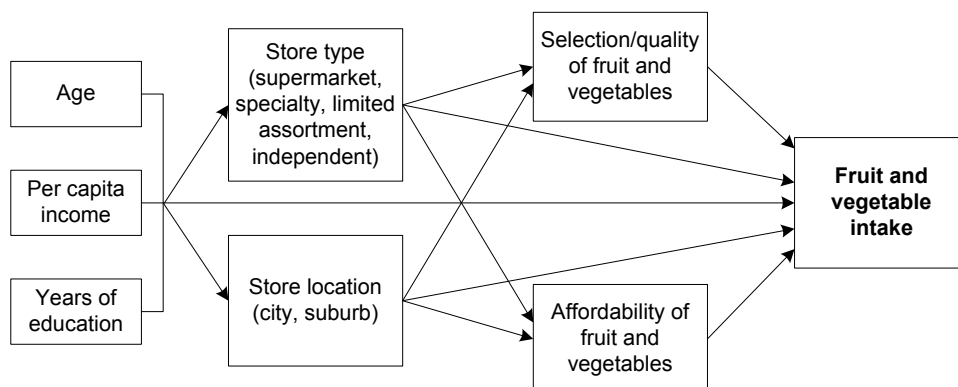 Age
Per capita
income
Years of
education
Store type
(supermarket,
specialty, limited
assortment,
independent)
Store location
(city, suburb)
Selection/quality
of fruit and
vegetables
Affordability of
fruit and
vegetables
Fruit and
vegetable
intake